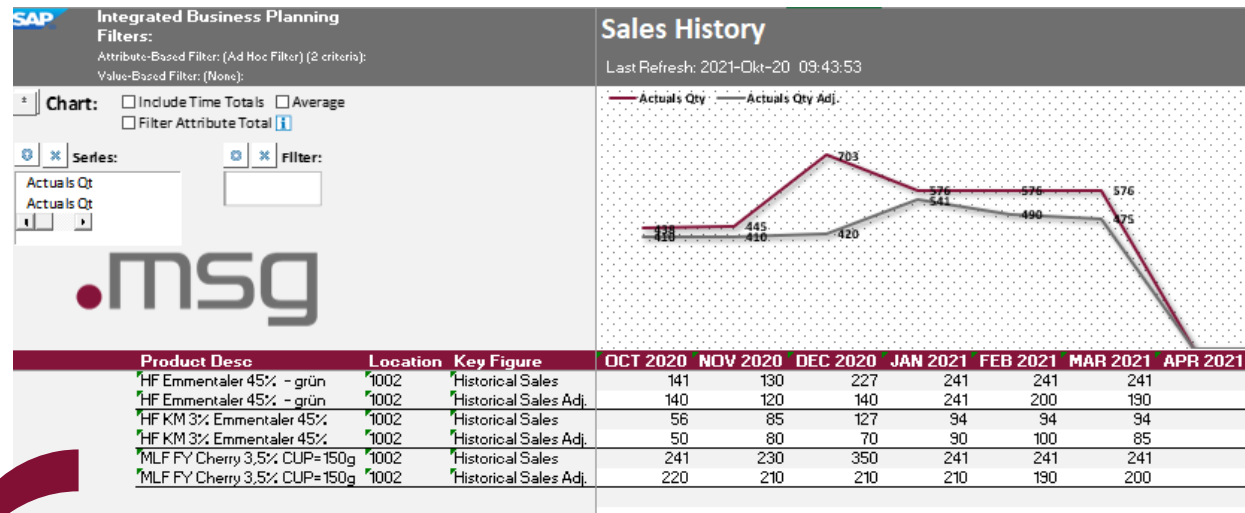 SAP
Integrated Business Planning
Filters:
Attribute-Based Filter: (Ad Hoc Filter) (2 criteria):
Value-Based Filter: (None):
Sales History
Last Refresh: 2021-Okt-20 09:43:53
Chart:
Include Time Totals Average
Filter Attribute Total i
Series: Filter:
Actuals Qt
Actuals Qt
.msg
Actuals Qty Actuals Qty Adj.
703
576 576 576
541
490 475
438 445
410 410 420
Product Desc Location Key Figure OCT 2020 NOV 2020 DEC 2020 JAN 2021 FEB 2021 MAR 2021 APR 2021
HF Emmentaler 45% - grün 1002 Historical Sales 141 130 227 241 241 241
HF Emmentaler 45% - grün 1002 Historical Sales Adj. 140 120 140 241 200 190
HF KM 3% Emmentaler 45% 1002 Historical Sales 56 85 127 94 94 94
HF KM 3% Emmentaler 45% 1002 Historical Sales Adj. 50 80 70 90 100 85
MLF FY Cherry 3,5% CUP=150g 1002 Historical Sales 241 230 350 241 241 241
MLF FY Cherry 3,5% CUP=150g 1002 Historical Sales Adj. 220 210 210 210 190 200